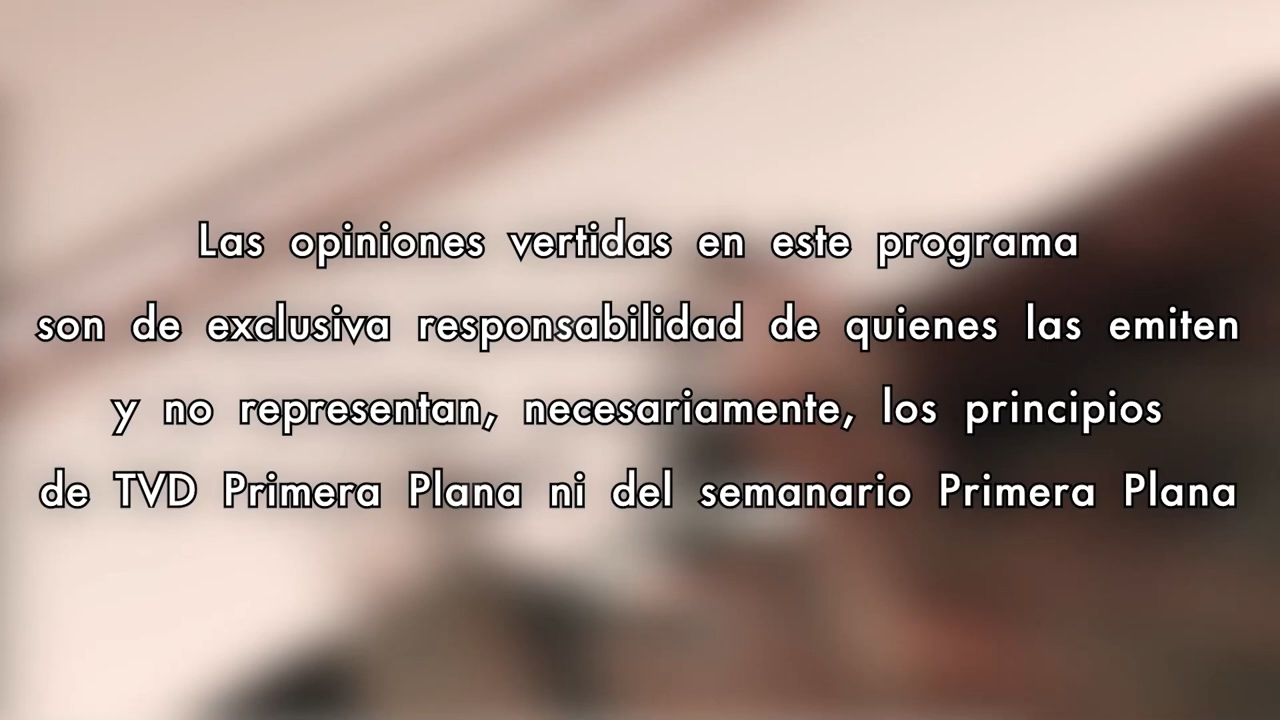 Las opiniones vertidas en este programa
son de exclusiva responsabilidad de quienes las emiten
y no representan, necesariamente, los principios
de TVD Primera Plana ni del semanario Primera Plana